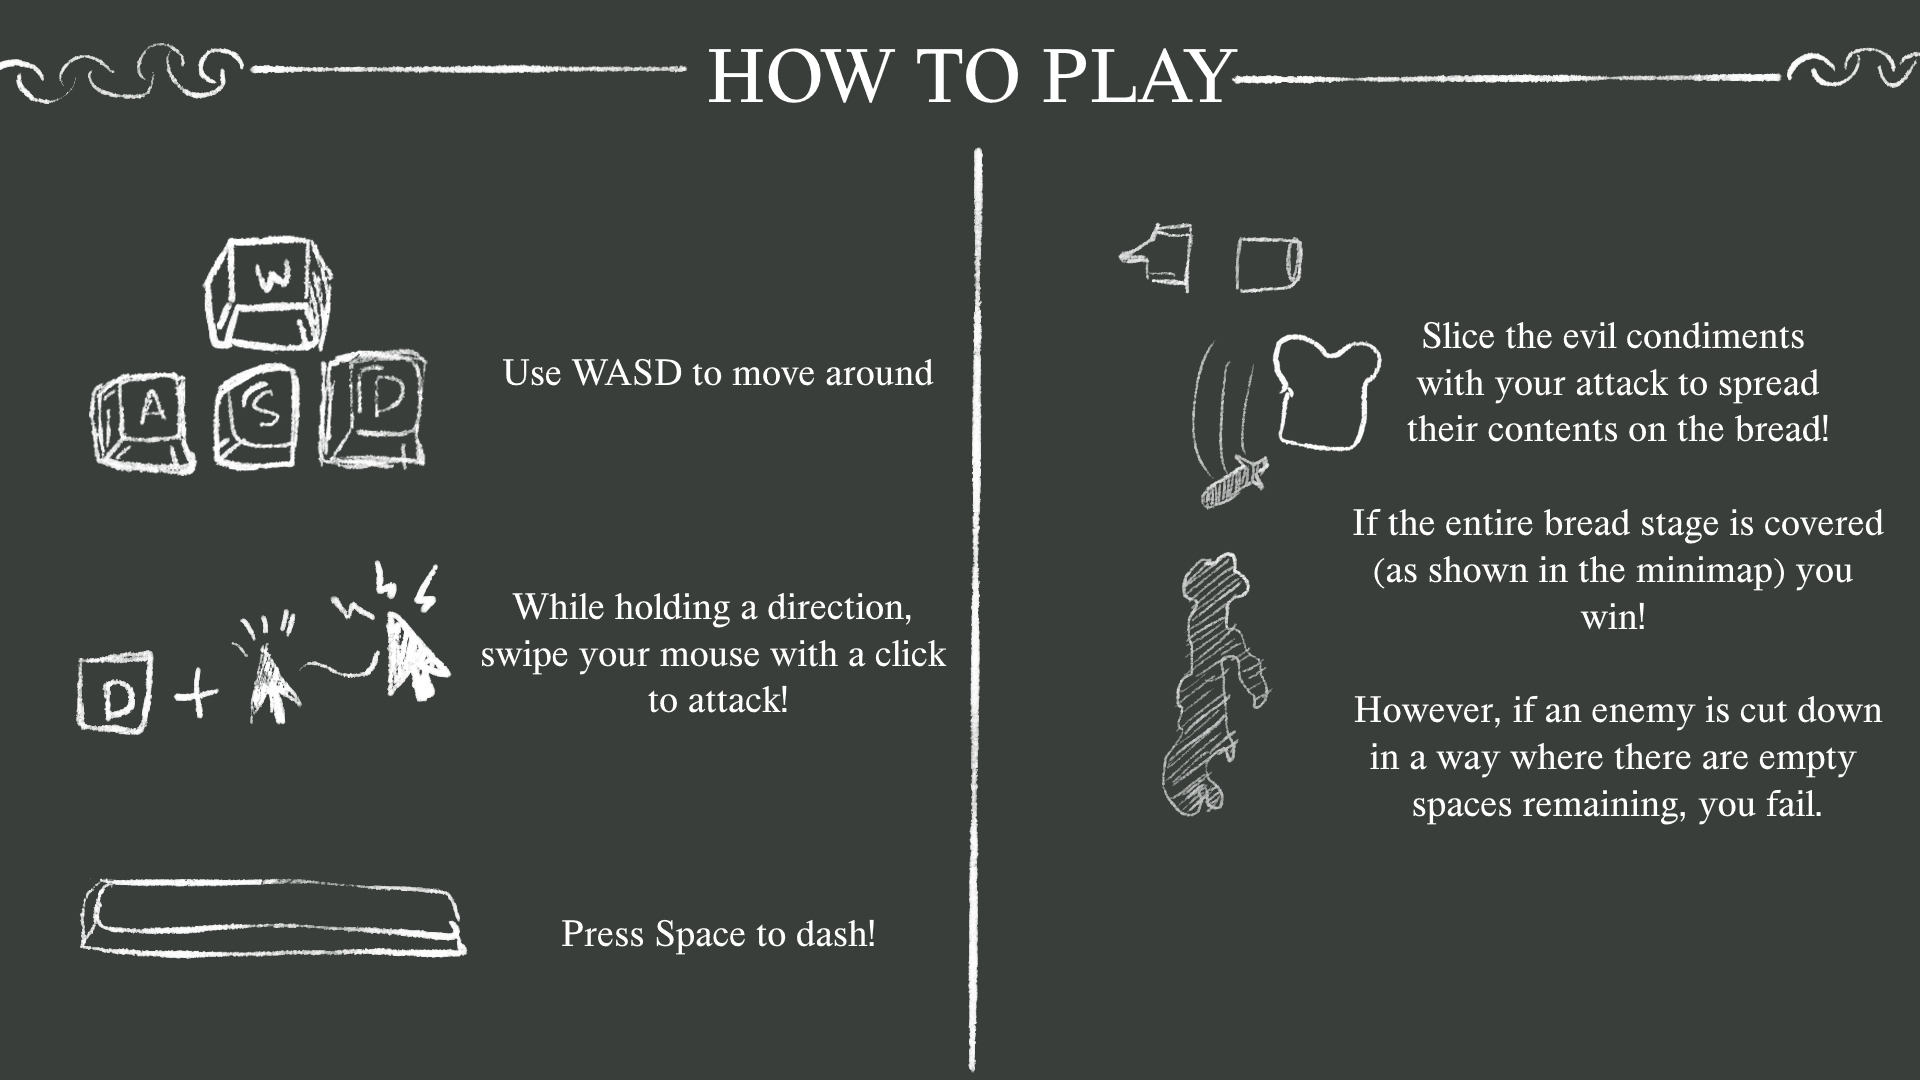 HOW TO PLAY
W
A S D
Use WASD to move around
D +
While holding a direction,
swipe your mouse with a click
to attack!
Press Space to dash!
Slice the evil condiments
with your attack to spread
their contents on the bread!
If the entire bread stage is covered
(as shown in the minimap) you
win!
However, if an enemy is cut down
in a way where there are empty
spaces remaining, you fail.